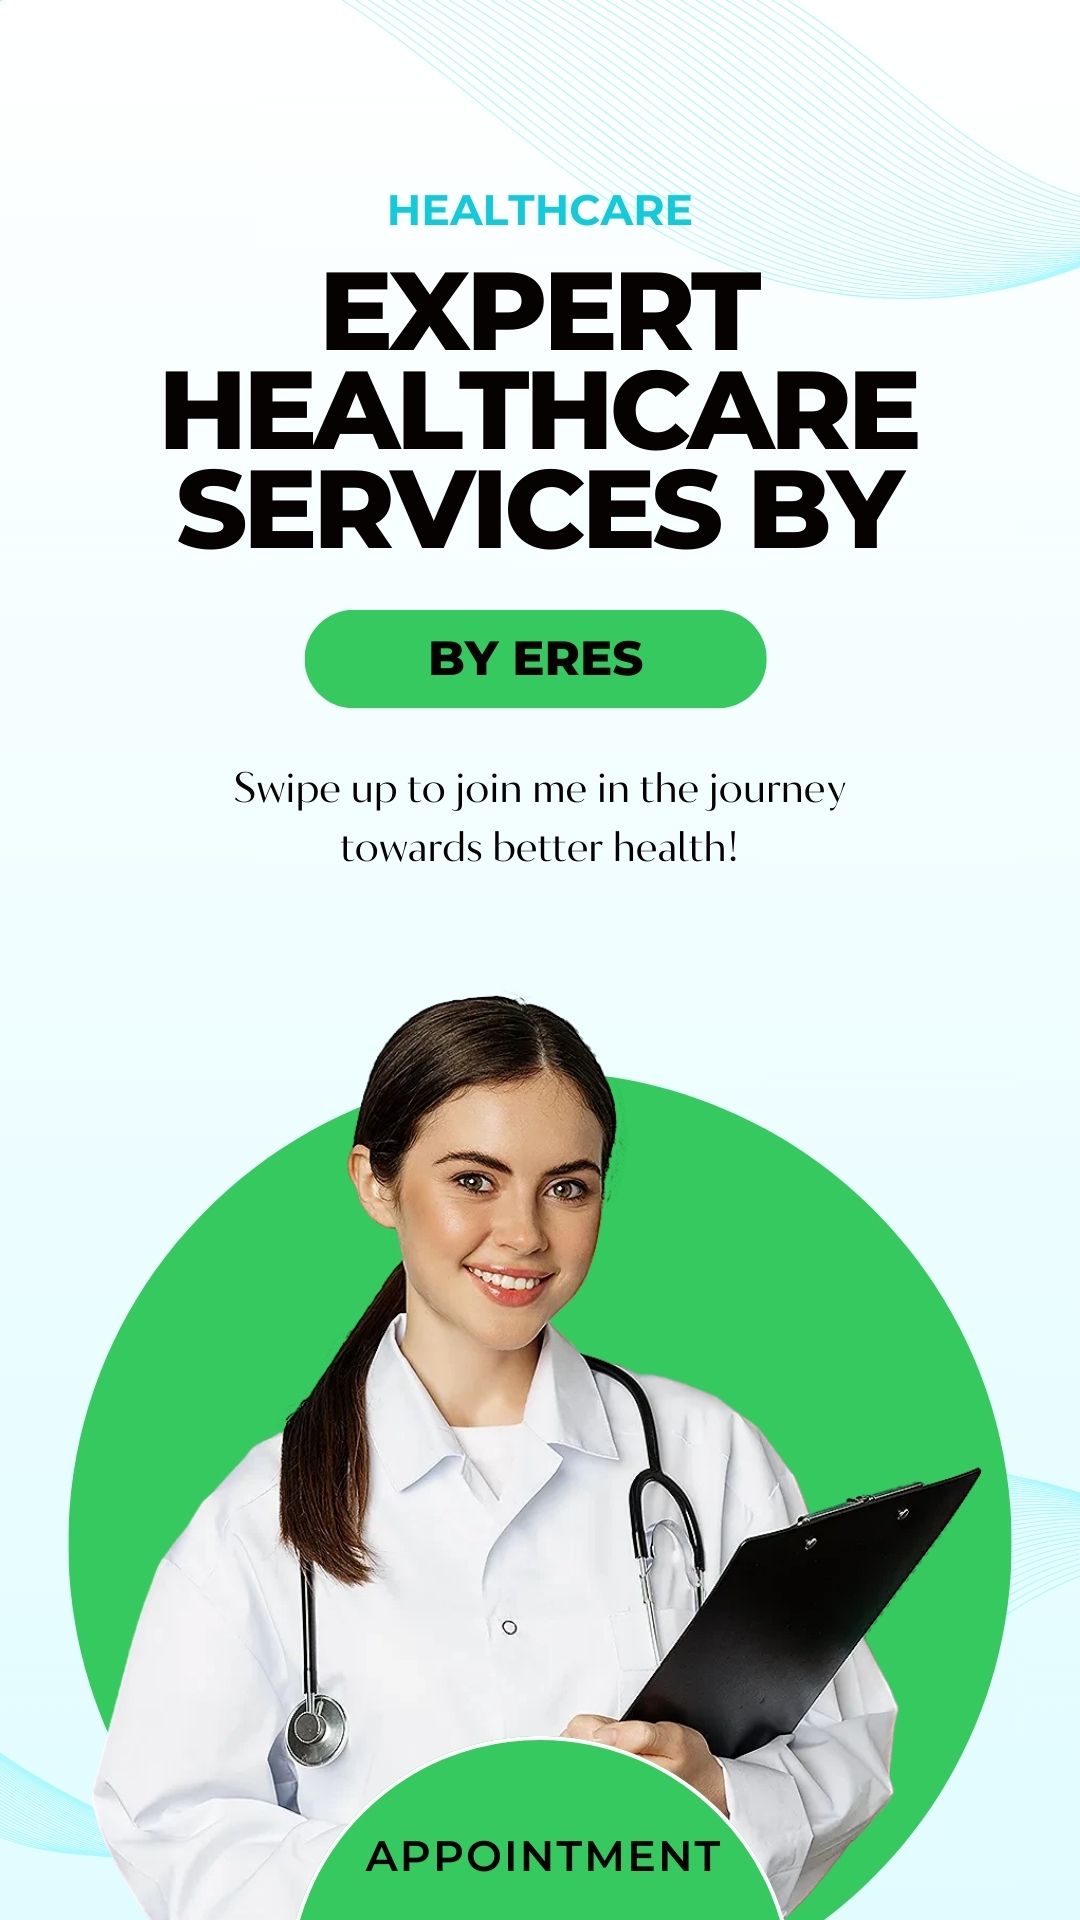 HEALTHCARE
EXPERT
HEALTHCARE
SERVICES BY
BY ERES
Swipe up to join me in the journey
towards better health!
APPOINTMENT